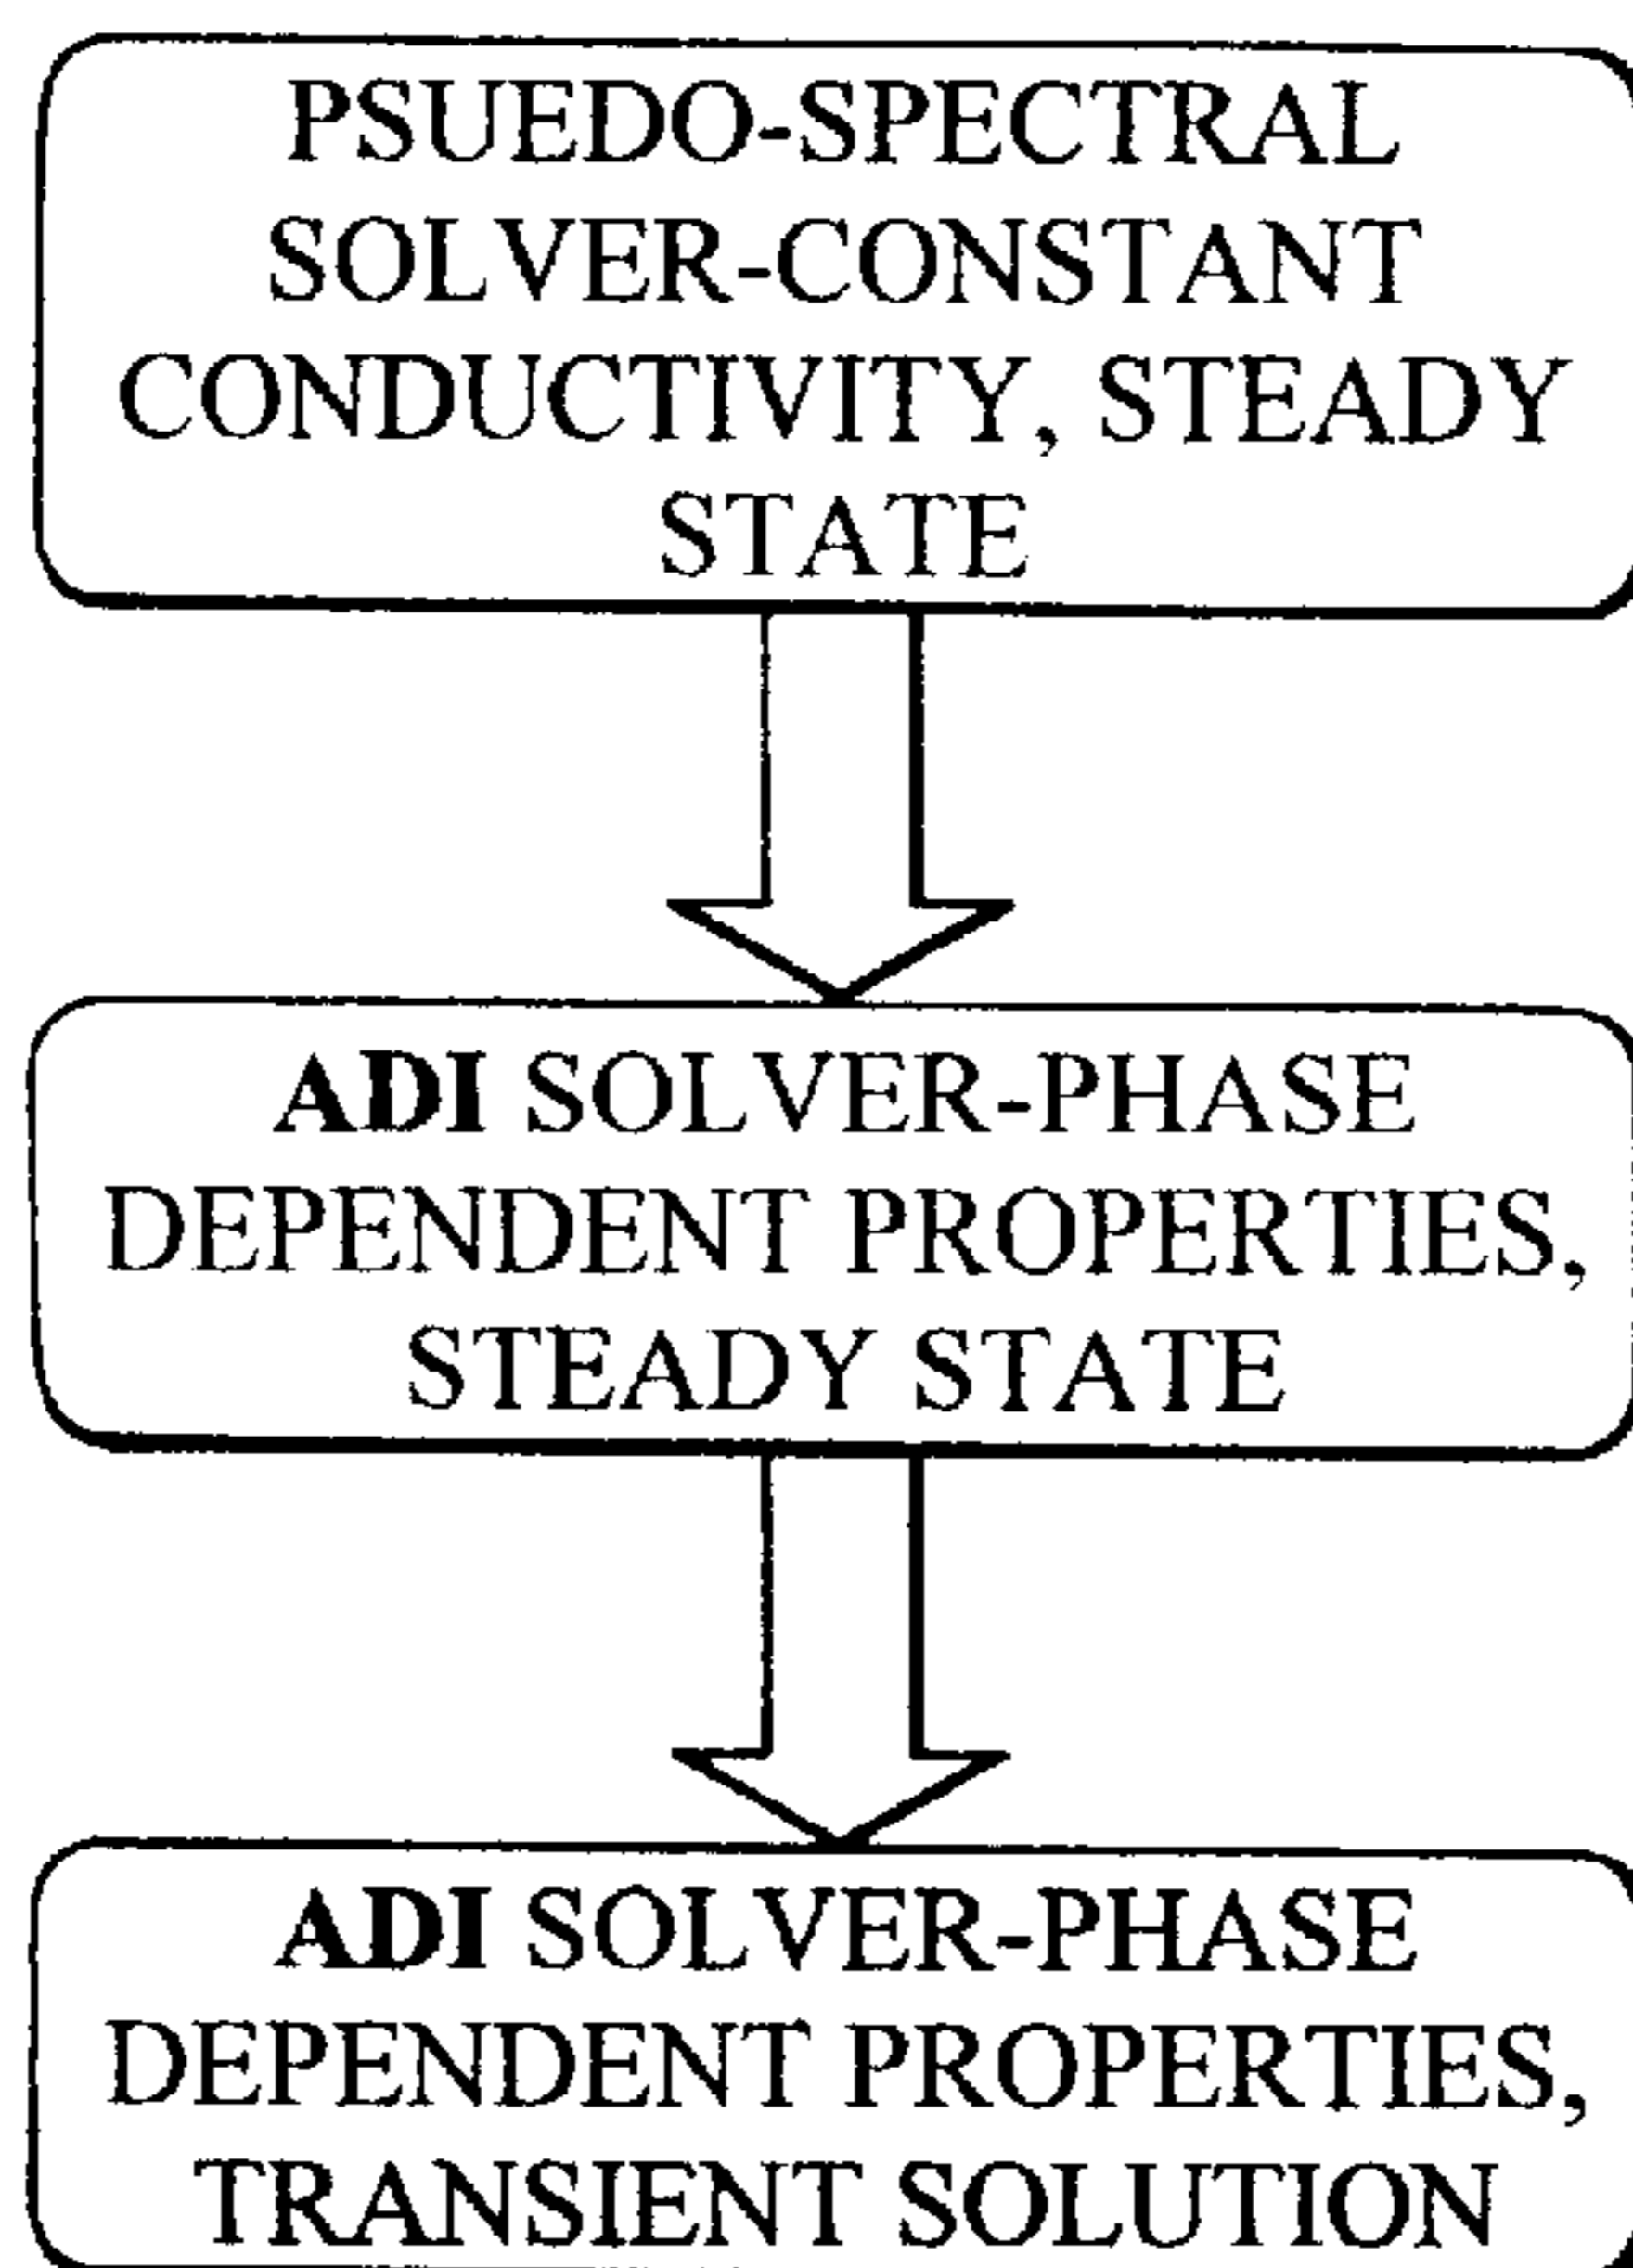 PSUEDO-SPECTRAL
SOLVER-CONSTANT
CONDUCTIVITY, STEADY
STATE
ADI SOLVER-PHASE
DEPENDENT PROPERTIES,
STEADY STATE
ADI SOLVER-PHASE
DEPENDENT PROPERTIES,
TRANSIENT SOLUTION